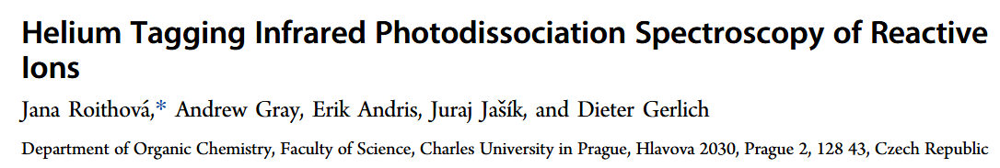 Helium Tagging Infrared Photodissociation Spectroscopy of Reactive
Ions
Jana Roithová,* Andrew Gray, Erik Andris, Juraj Jašík, and Dieter Gerlich
Department of Organic Chemistry, Faculty of Science, Charles University in Prague, Hlavova 2030, Prague 2, 128 43, Czech Republic